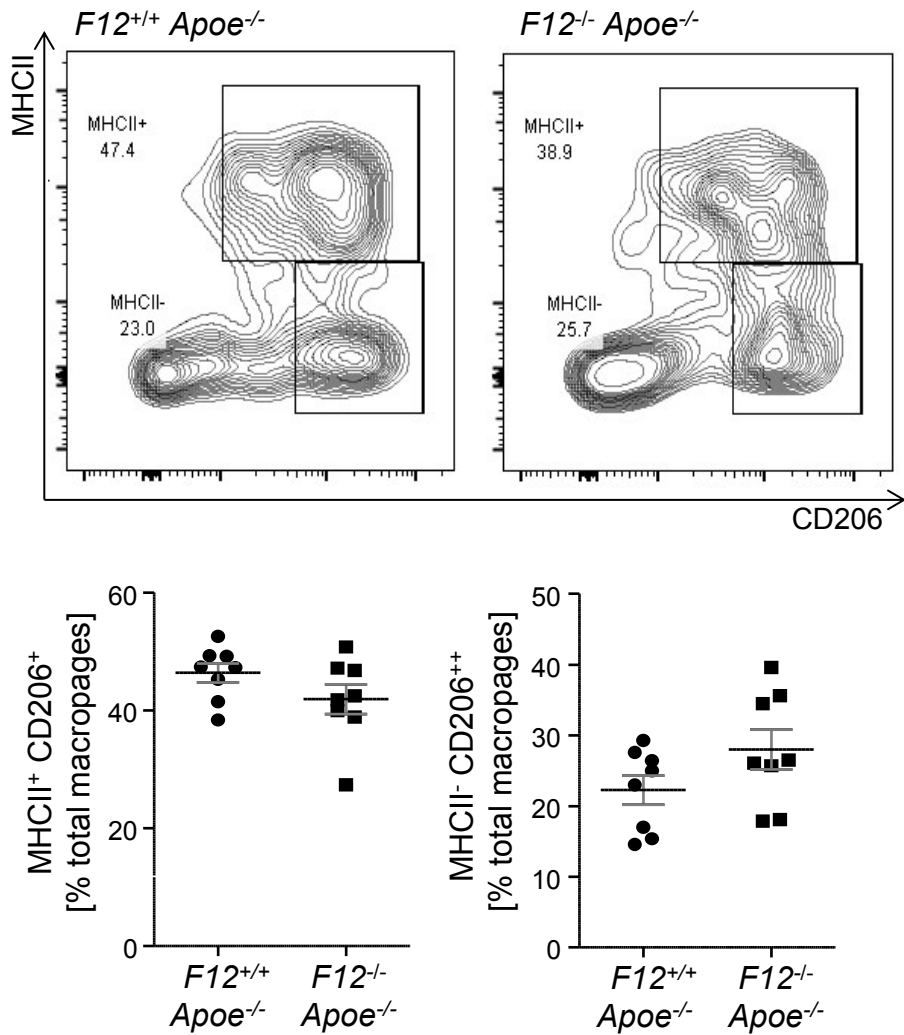 F12+/+ Apoe-/-
F12-/- Apoe-/-
MHCII
MHCII+
47.4
MHCII-
23.0
MHCII+
38.9
MHCII-
25.7
CD206
MHCII+ CD206+
[% total macropages]
60
40
20
0
F12+/+
Apoe-/-
F12-/-
Apoe-/-
MHCII- CD206++
[% total macropages]
50
40
30
20
10
0
F12+/+
Apoe-/-
F12-/-
Apoe-/-